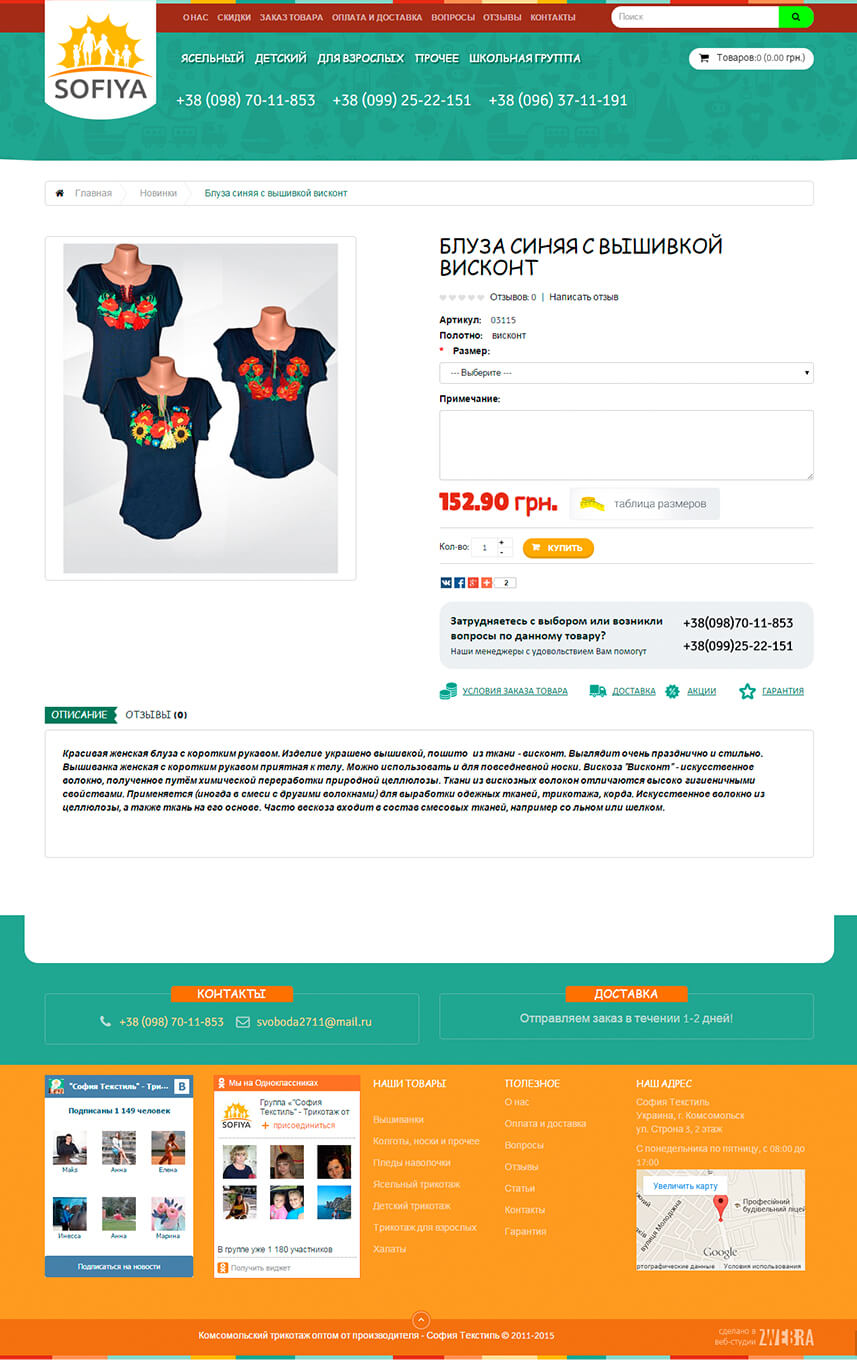 О НАС СКИДКИ ЗАКАЗ ТОВАРА ОПЛАТА И ДОСТАВКА ВОПРОСЫ ОТЗЫВЫ КОНТАКТЫ
Поиск
SOFIYA
ЯСЕЛЬНЫЙ ДЕТСКИЙ ДЛЯ ВЗРОСЛЫХ ПРОЧЕЕ ШКОЛЬНАЯ ГРУППА
Товаров:0 (0.00 грн.)
+38 (098) 70-11-853 +38 (099) 25-22-151 +38 (096) 37-11-191
Главная Новинки Блуза синяя с вышивкой висконт
БЛУЗА СИНЯЯ С ВЫШИВКОЙ
ВИСКОНТ
Отзывов: 0 | Написать отзыв
Артикул: 03115
Полотно: висконт
* Размер:
--- Выберите ---
Примечание:
152.90 грн. таблица размеров
Кол-во: 1 + - КУПИТЬ
2
Затрудняетесь с выбором или возникли
вопросы по данному товару?
Наши менеджеры с удовольствием Вам помогут
+38(098)70-11-853
+38(099)25-22-151
УСЛОВИЯ ЗАКАЗА ТОВАРА ДОСТАВКА АКЦИИ ГАРАНТИЯ
ОПИСАНИЕ ОТЗЫВЫ (0)
Красивая женская блуза с коротким рукавом. Изделие украшено вышивкой, пошито из ткани - висконт. Выглядит очень празднично и стильно.
Вышиванка женская с коротким рукавом приятная к телу. Можно использовать и для повседневной носки. Вискоза "Висконт" - искусственное
волокно, полученное путём химической переработки природной целлюлозы. Ткани из вискозных волокон отличаются высоко гигиеничными
свойствами. Применяется (иногда в смеси с другими волокнами) для выработки одежных тканей, трикотажа, корда. Искусственное волокно из
целлюлозы, а также ткань на его основе. Часто вескоза входит в состав смесовых тканей, например со льном или шелком.
КОНТАКТЫ
+38 (098) 70-11-853 svoboda2711@mail.ru
ДОСТАВКА
Отправляем заказ в течении 1-2 дней!
"София Текстиль" - Три... В
Подписаны 1 149 человек
Maks Анна Елена
Инесса Анна Марина
Подписаться на новости
Мы на Одноклассниках
SOFIYA
Группа «"София
Текстиль" - Трикотаж от
+ присоединиться
В группе уже 1 180 участников
Получить виджет
НАШИ ТОВАРЫ
Вышиванки
Колготы, носки и прочее
Пледы навопочки
Ясельный трикотаж
Детский трикотаж
Трикотаж для взрослых
Халаты
ПОЛЕЗНОЕ
О нас
Оплата и доставка
Вопросы
Отзывы
Статьи
Контакты
Гарантия
НАШ АДРЕС
София Текстиль
Украина, г. Комсомольск
ул. Строна 3, 2 этаж
С понедельника по пятницу, с 08:00 до
17:00
Увеличить карту
Професійний
будівельний ліцей
вулиця Молодіжна
Google
ртографические данные Условия использования
Комсомольский трикотаж оптом от производителя - София Текстиль © 2011-2015
сделано в
веб-студии ZWEBRA